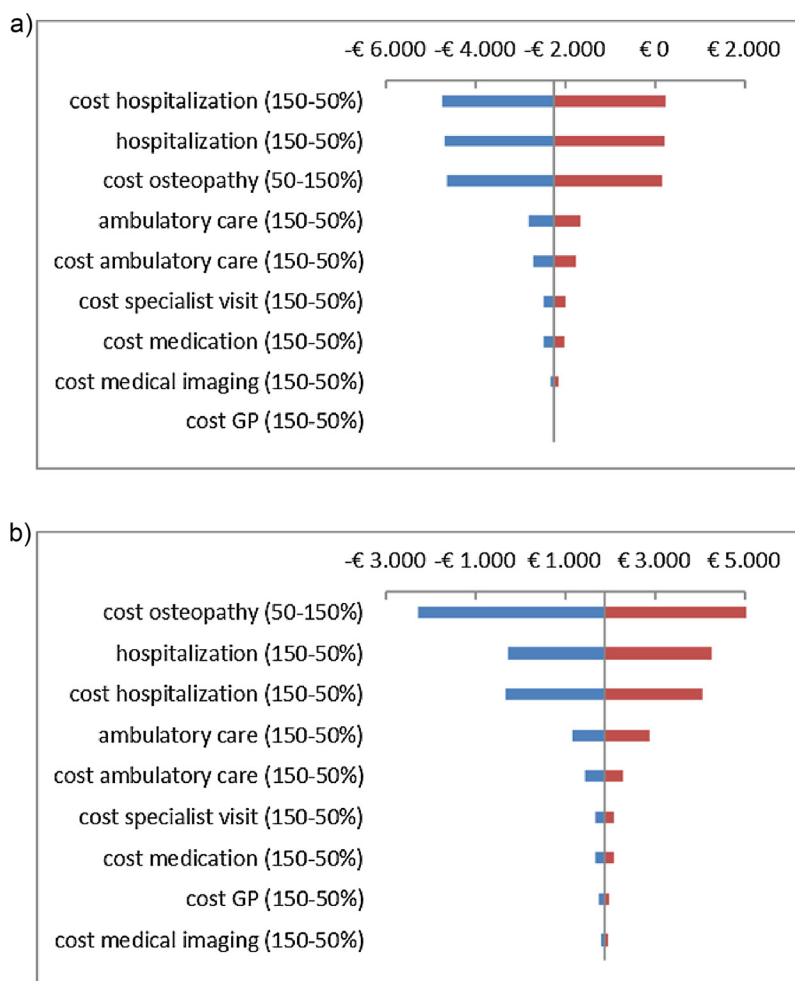 a)
-€ 6.000 -€ 4.000 -€ 2.000 € 0 € 2.000
cost hospitalization (150-50%)
hospitalization (150-50%)
cost osteopathy (50-150%)
ambulatory care (150-50%)
cost ambulatory care (150-50%)
cost specialist visit (150-50%)
cost medication (150-50%)
cost medical imaging (150-50%)
cost GP (150-50%)
b)
-€ 3.000 -€ 1.000 € 1.000 € 3.000 € 5.000
cost osteopathy (50-150%)
hospitalization (150-50%)
cost hospitalization (150-50%)
ambulatory care (150-50%)
cost ambulatory care (150-50%)
cost specialist visit (150-50%)
cost medication (150-50%)
cost GP (150-50%)
cost medical imaging (150-50%)